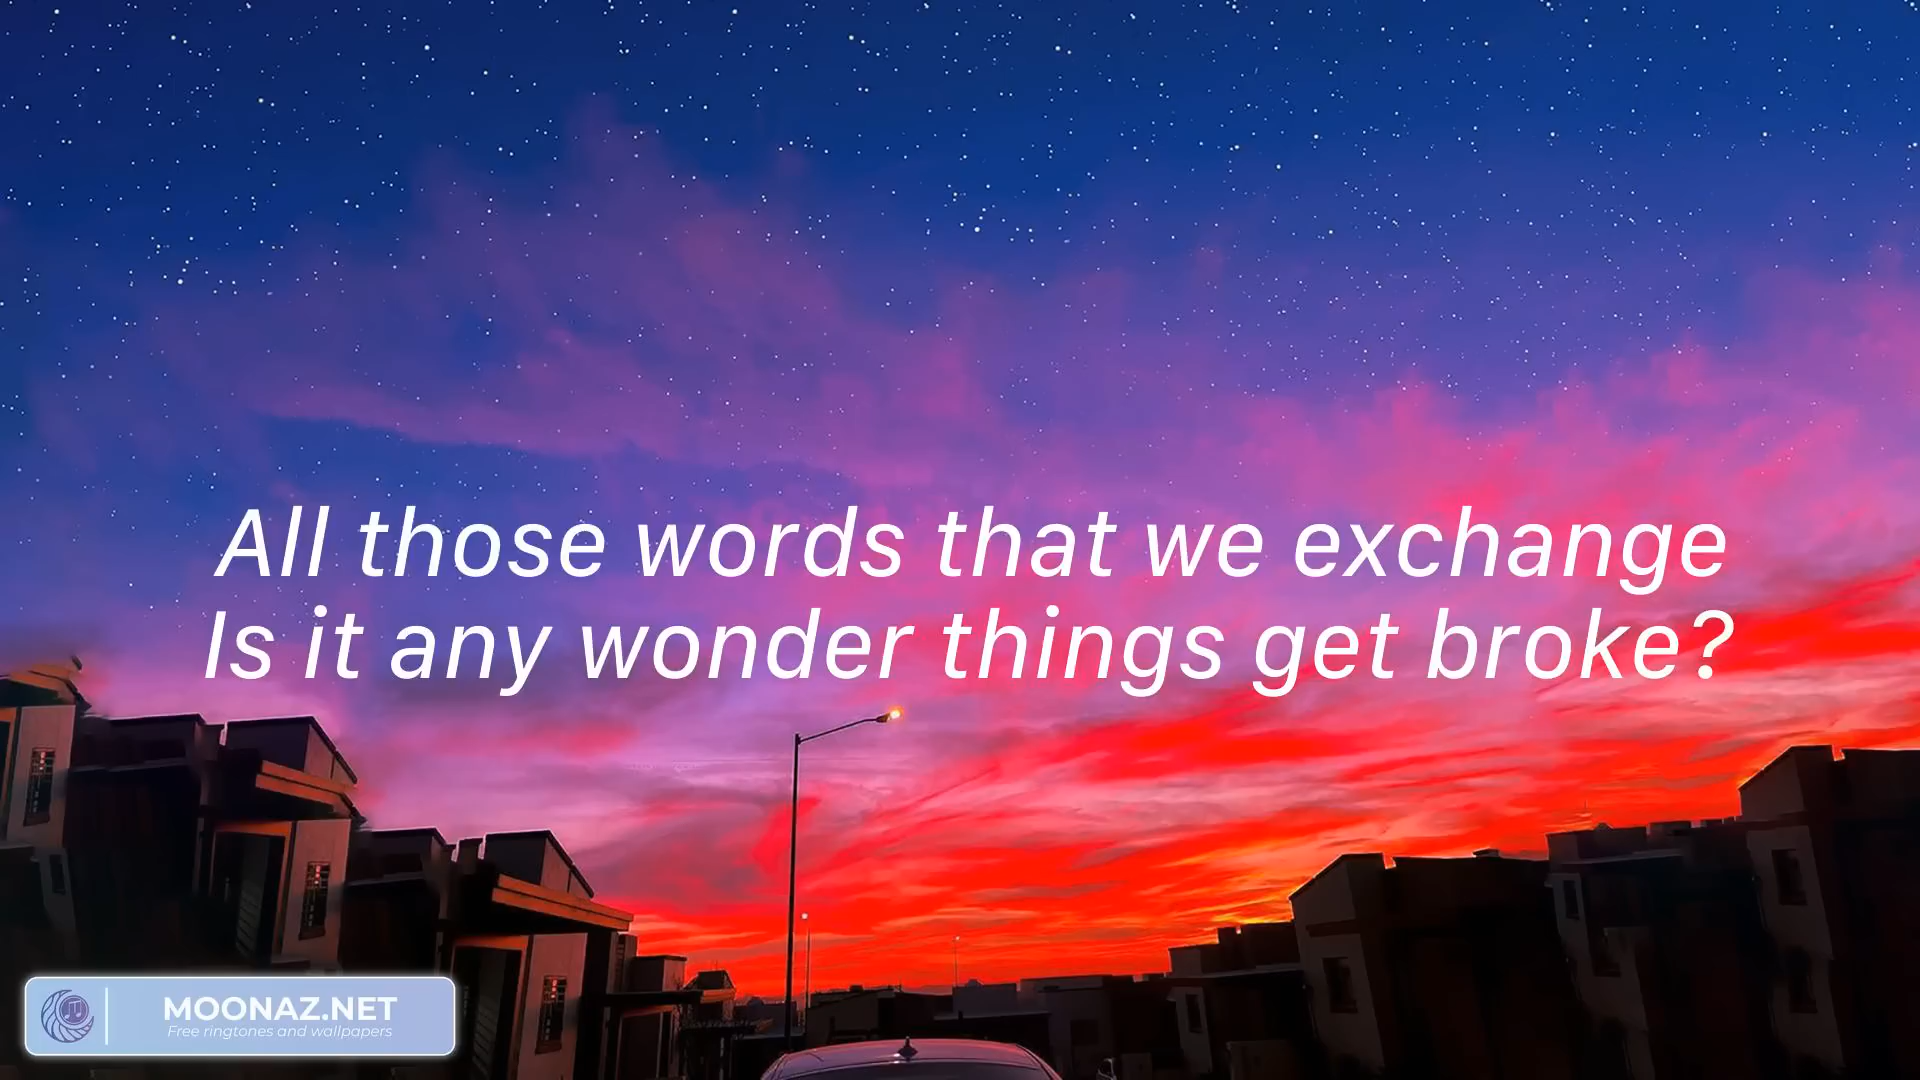 All those words that we exchange
Is it any wonder things get broke?
MOONAZ.NET
Free ringtones and wallpapers